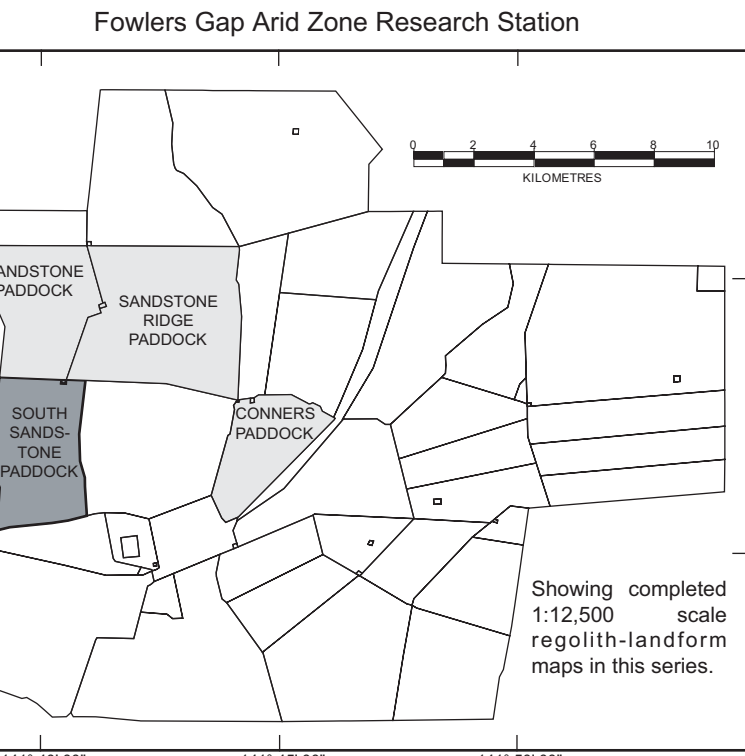 Fowlers Gap Arid Zone Research Station
0 2 4 6 8 10
KILOMETRES
ANDSTONE
PADDOCK
SANDSTONE
RIDGE
PADDOCK
SOUTH
SANDS-
TONE
PADDOCK
CONNERS
PADDOCK
Showing completed
1:12,500 scale
regolith-landform
maps in this series.